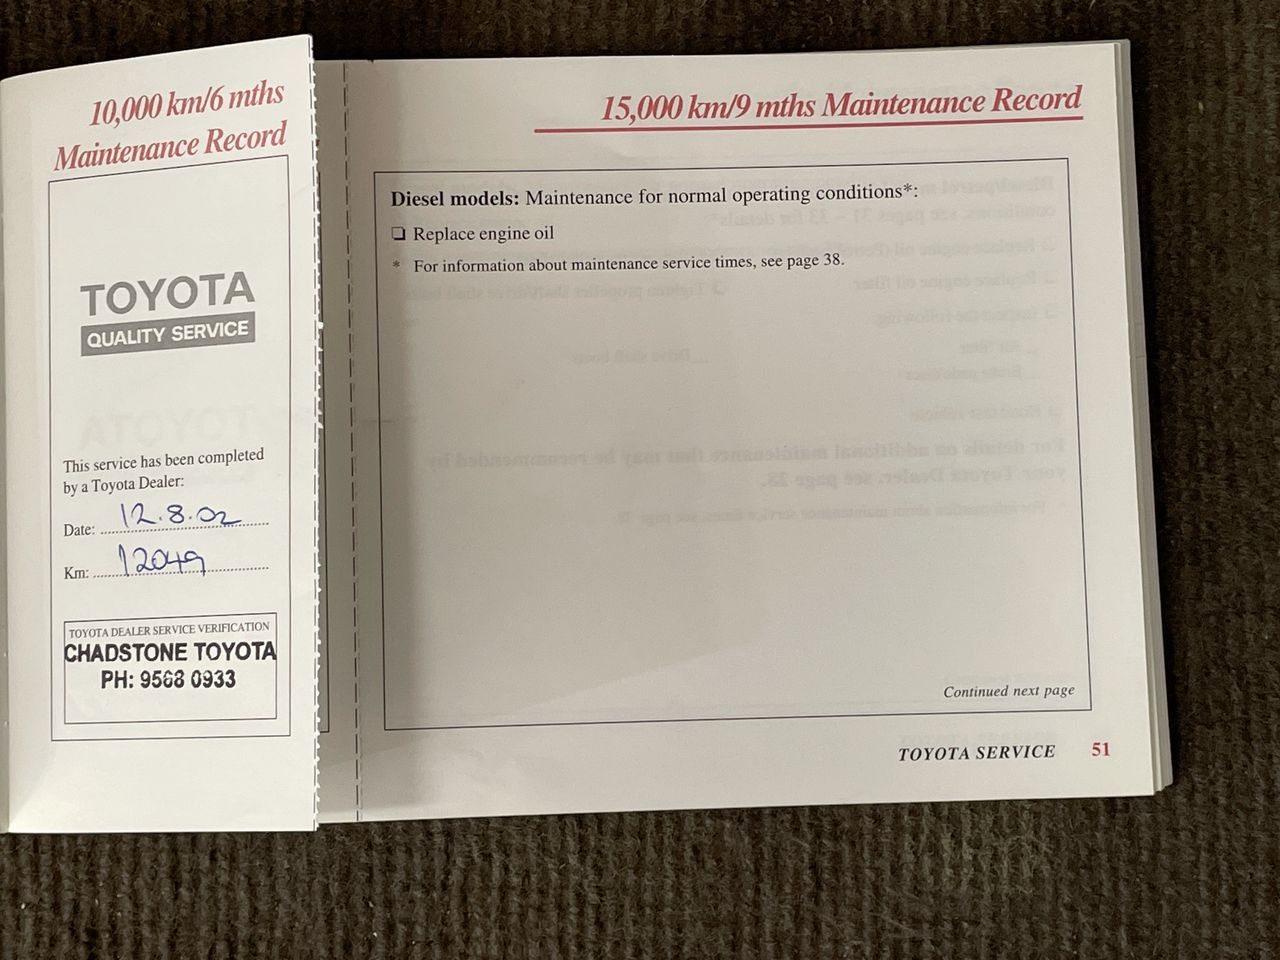 10,000 km/6 mths
Maintenance Record
TOYOTA
QUALITY SERVICE
This service has been completed
by a Toyota Dealer:
Date: 12.8.02
Km: 12049
TOYOTA DEALER SERVICE VERIFICATION
CHADSTONE TOYOTA
PH: 9568 0933
15,000 km/9 mths Maintenance Record
Diesel models: Maintenance for normal operating conditions*:
❑ Replace engine oil
* For information about maintenance service times, see page 38.
Continued next page
TOYOTA SERVICE 51